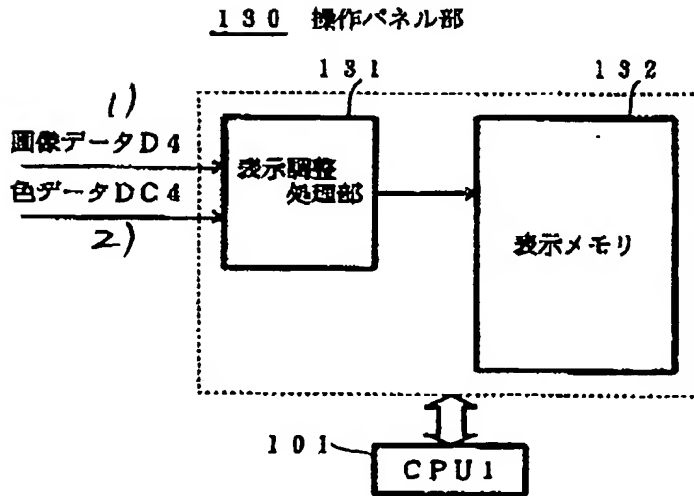 130 操作パネル部
131
132
1)
画像データD4
色データDC4
2)
表示調整
処理部
表示メモリ
101
CPU1